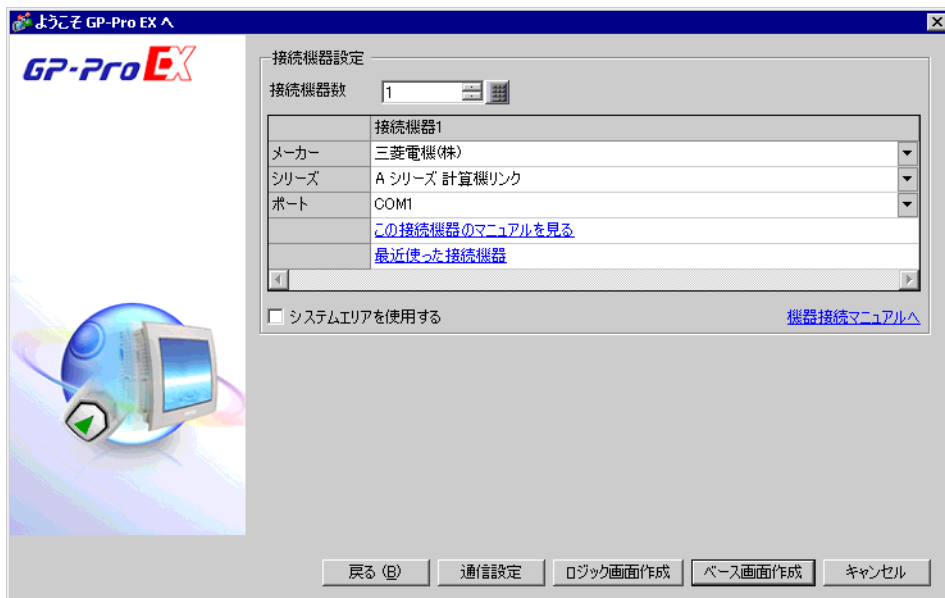 ようこそ GP-Pro EX へ
GP-Pro EX
接続機器設定
接続機器数 1
接続機器1
メーカー 三菱電機(株)
シリーズ A シリーズ 計算機リンク
ポート COM1
この接続機器のマニュアルを見る
最近使った接続機器
システムエリアを使用する 機器接続マニュアルへ
戻る (B) 通信設定 ロジック画面作成 ベース画面作成 キャンセル